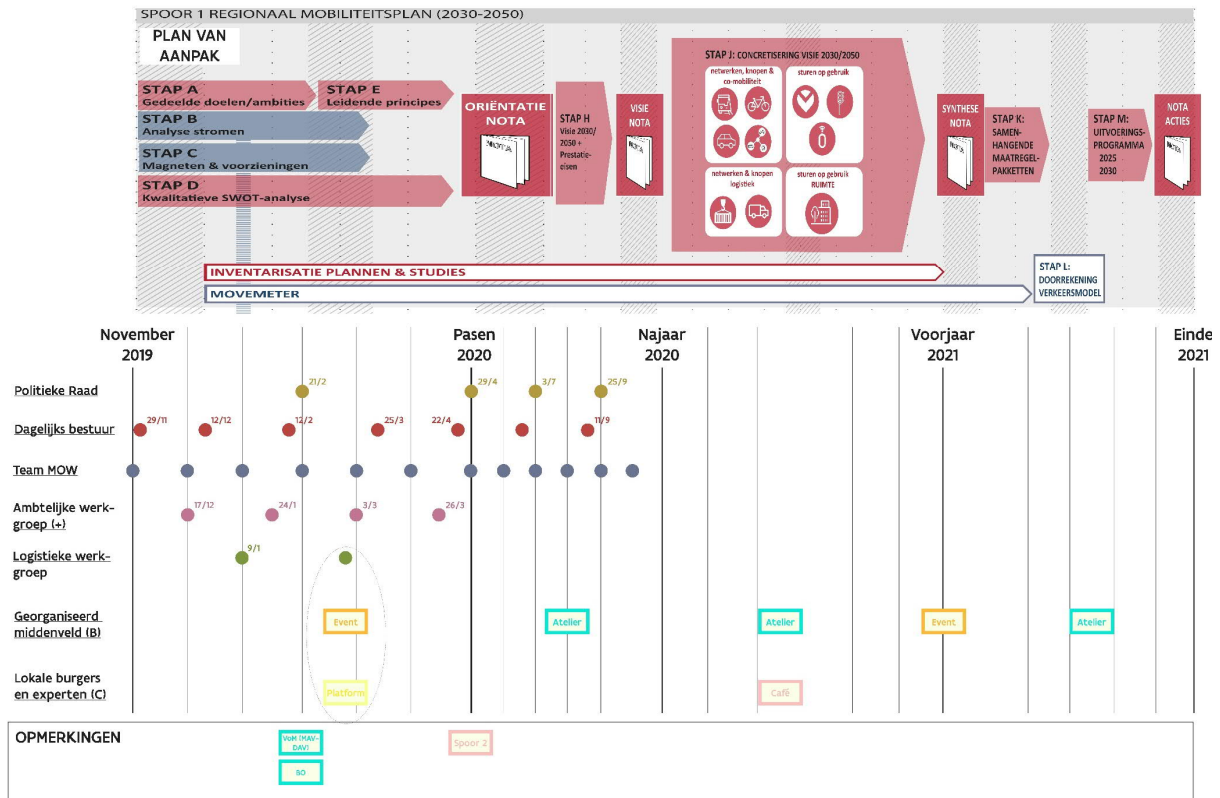 SPOOR 1 REGIONAAL MOBILITEITSPLAN (2030-2050)
PLAN VAN
AANPAK
STAP A
Gedeelde doelen/ambities
STAP E
Leidende principes
STAP B
Analyse stromen
STAP C
Magneten & voorzieningen
STAP D
Kwalitatieve SWOT-analyse
ORIËNTATIE
NOTA
STAP H
Visie 2030/
2050 +
Prestatie-
eisen
VISIE
NOTA
STAP J: CONCRETISERING VISIE 2030/2050
netwerken, knopen &
co-mobiliteit
sturen op gebruik
netwerken & knopen
logistiek
sturen op gebruik
RUIMTE
SYNTHESE
NOTA
STAP K:
SAMEN-
HANGENDE
MAATREGEL-
PAKKETTEN
STAP M:
UITVOERINGS-
PROGRAMMA
2025
2030
NOTA
ACTIES
INVENTARISATIE PLANNEN & STUDIES
MOVEMETER
STAP L:
DOORREKENING
VERKEERSMODEL
November
2019
Pasen
2020
Najaar
2020
Voorjaar
2021
Einde
2021
Politieke Raad
21/2
29/4
3/7
25/9
Dagelijks bestuur
29/11
12/12
12/2
25/3
22/4
11/9
Team MOW
Ambtelijke werk-
groep (+)
17/12
24/1
3/3
26/3
Logistieke werk-
groep
9/1
Georganiseerd
middenveld (B)
Event
Atelier
Atelier
Event
Atelier
Lokale burgers
en experten (C)
Platform
Café
OPMERKINGEN
VoM (MAV-
DAV)
BO
Spoor 2